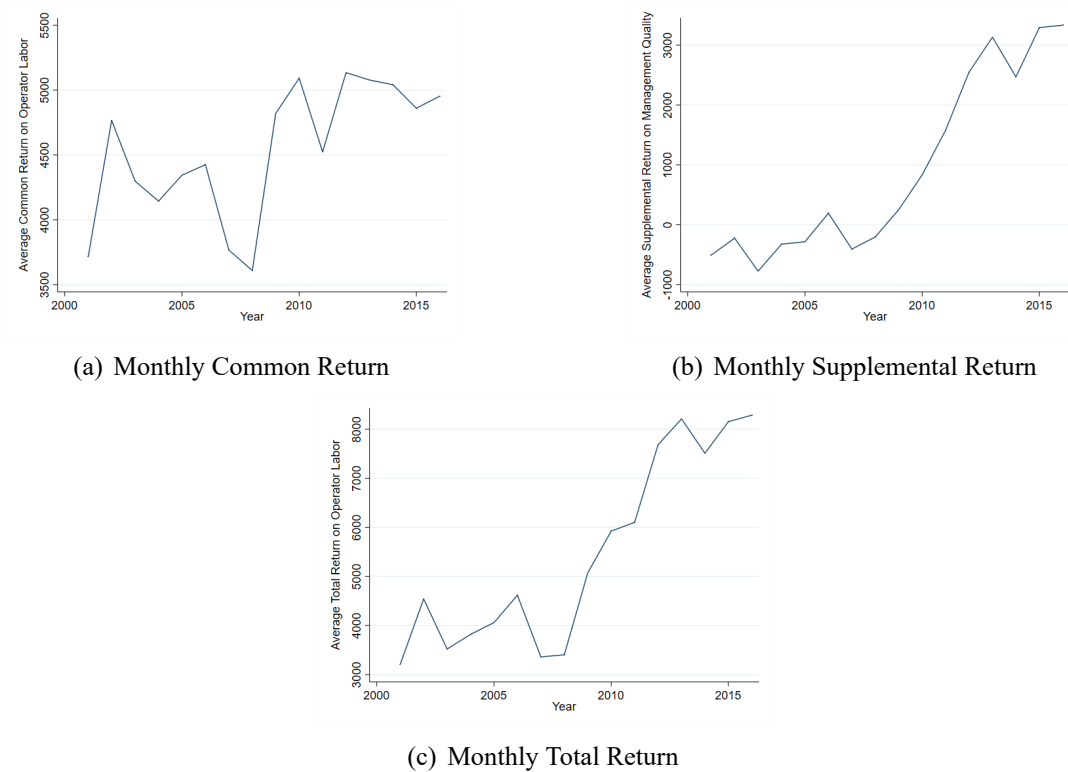 Average Common Return on Operator Labor
5500
5000
4500
4000
3500
2000 2005 2010 2015
Year
(a) Monthly Common Return
Average Supplemental Return on Management Quality
3000
2000
1000
0
-1000
2000 2005 2010 2015
Year
(b) Monthly Supplemental Return
Average Total Return on Operator Labor
8000
7000
6000
5000
4000
3000
2000 2005 2010 2015
Year
(c) Monthly Total Return